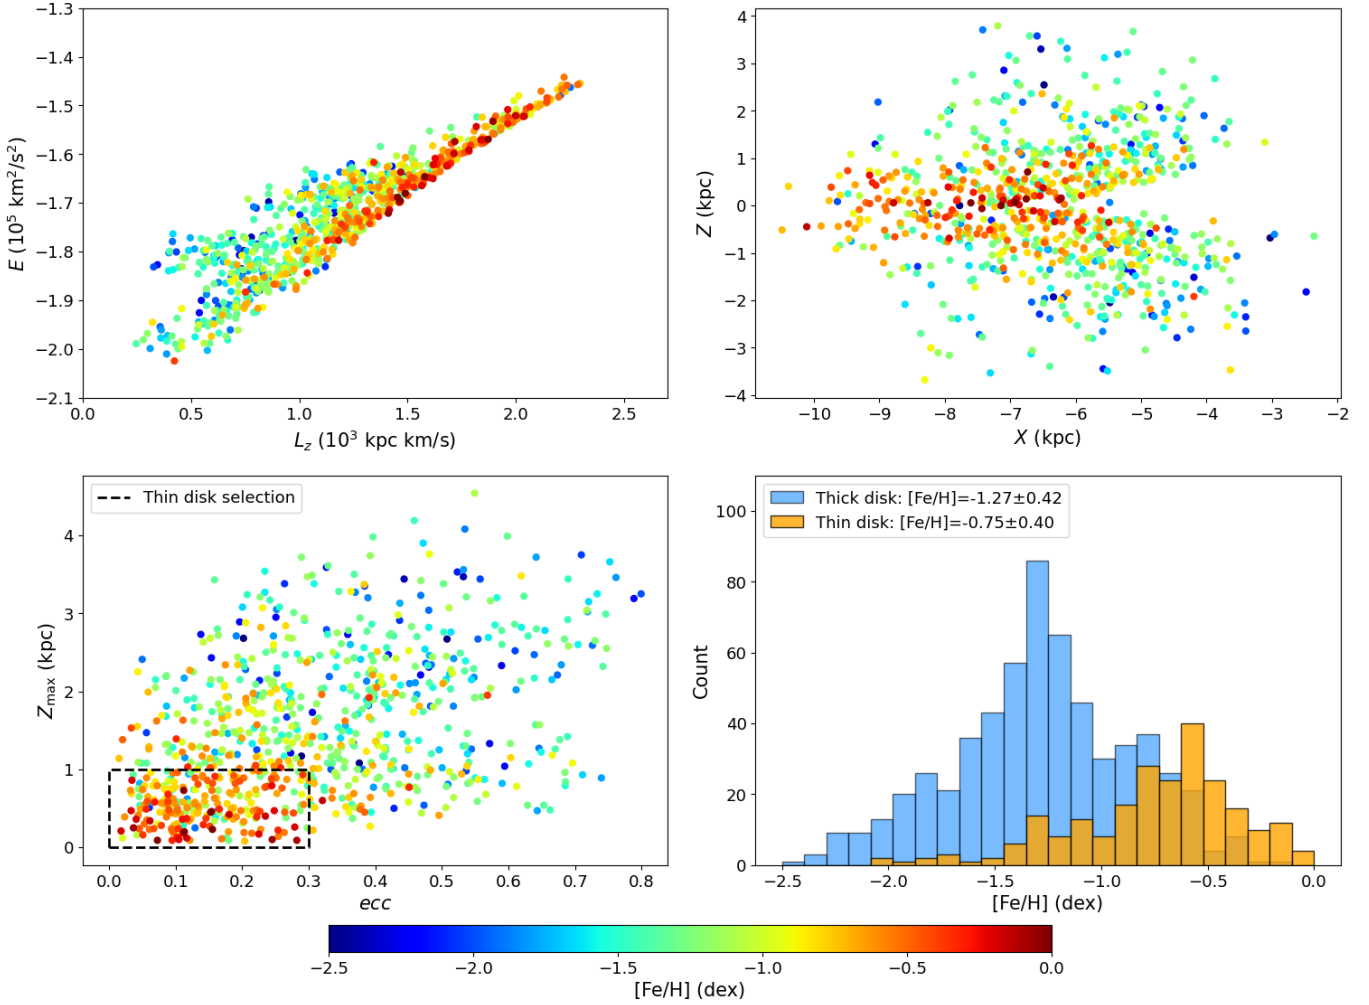 −1.3
−1.4
−1.5
−1.6
−1.7
−1.8
−1.9
−2.0
−2.1
E (10⁵ km²/s²)
0.0 0.5 1.0 1.5 2.0 2.5
L_z (10³ kpc km/s)
4
3
2
1
0
−1
−2
−3
−4
Z (kpc)
−10 −9 −8 −7 −6 −5 −4 −3 −2
X (kpc)
Thin disk selection
4
3
2
1
0
Z_max (kpc)
0.0 0.1 0.2 0.3 0.4 0.5 0.6 0.7 0.8
ecc
Thick disk: [Fe/H]=-1.27±0.42
Thin disk: [Fe/H]=-0.75±0.40
100
80
60
40
20
0
Count
−2.5 −2.0 −1.5 −1.0 −0.5 0.0
[Fe/H] (dex)
−2.5 −2.0 −1.5 −1.0 −0.5 0.0
[Fe/H] (dex)